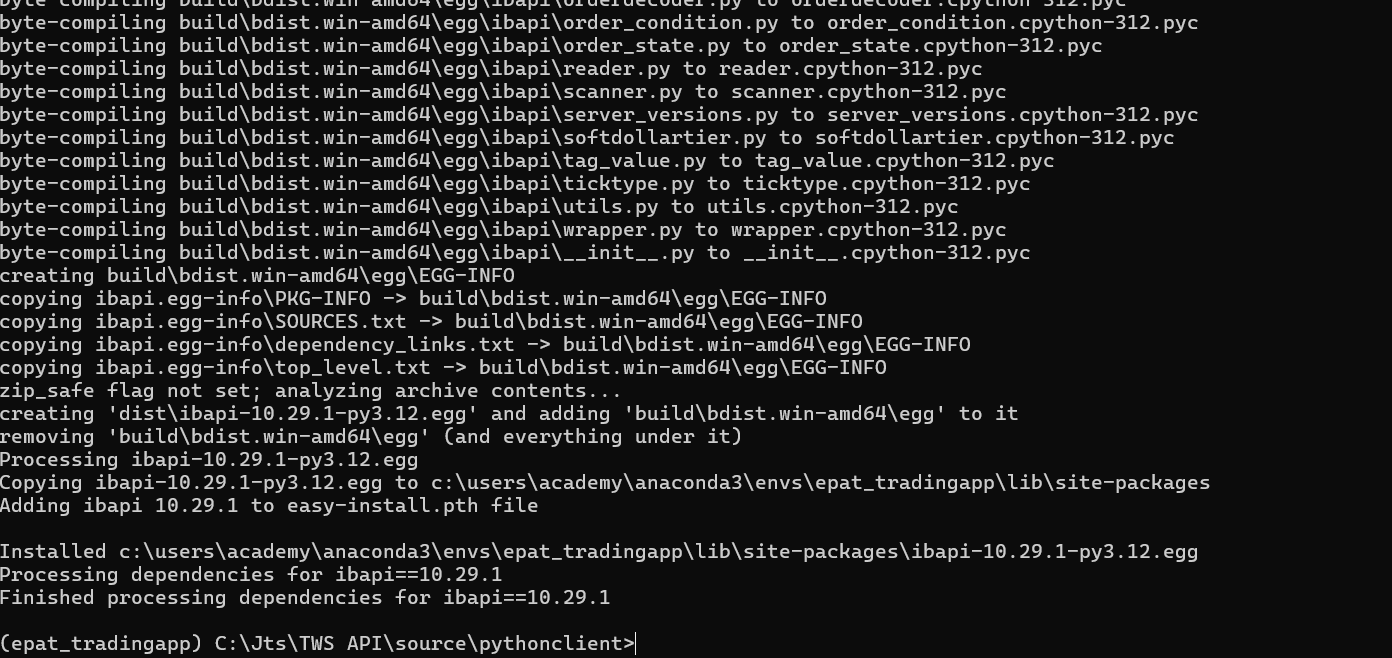 byte-compiling build\bdist.win-amd64\egg\ibapi\orderdecoder.py to orderdecoder.cpython-312.pyc
byte-compiling build\bdist.win-amd64\egg\ibapi\order_condition.py to order_condition.cpython-312.pyc
byte-compiling build\bdist.win-amd64\egg\ibapi\order_state.py to order_state.cpython-312.pyc
byte-compiling build\bdist.win-amd64\egg\ibapi\reader.py to reader.cpython-312.pyc
byte-compiling build\bdist.win-amd64\egg\ibapi\scanner.py to scanner.cpython-312.pyc
byte-compiling build\bdist.win-amd64\egg\ibapi\server_versions.py to server_versions.cpython-312.pyc
byte-compiling build\bdist.win-amd64\egg\ibapi\softdollartier.py to softdollartier.cpython-312.pyc
byte-compiling build\bdist.win-amd64\egg\ibapi\tag_value.py to tag_value.cpython-312.pyc
byte-compiling build\bdist.win-amd64\egg\ibapi\ticktype.py to ticktype.cpython-312.pyc
byte-compiling build\bdist.win-amd64\egg\ibapi\utils.py to utils.cpython-312.pyc
byte-compiling build\bdist.win-amd64\egg\ibapi\wrapper.py to wrapper.cpython-312.pyc
byte-compiling build\bdist.win-amd64\egg\ibapi\__init__.py to __init__.cpython-312.pyc
creating build\bdist.win-amd64\egg\EGG-INFO
copying ibapi.egg-info\PKG-INFO -> build\bdist.win-amd64\egg\EGG-INFO
copying ibapi.egg-info\SOURCES.txt -> build\bdist.win-amd64\egg\EGG-INFO
copying ibapi.egg-info\dependency_links.txt -> build\bdist.win-amd64\egg\EGG-INFO
copying ibapi.egg-info\top_level.txt -> build\bdist.win-amd64\egg\EGG-INFO
zip_safe flag not set; analyzing archive contents...
creating 'dist\ibapi-10.29.1-py3.12.egg' and adding 'build\bdist.win-amd64\egg' to it
removing 'build\bdist.win-amd64\egg' (and everything under it)
Processing ibapi-10.29.1-py3.12.egg
Copying ibapi-10.29.1-py3.12.egg to c:\users\academy\anaconda3\envs\epat_tradingapp\lib\site-packages
Adding ibapi 10.29.1 to easy-install.pth file

Installed c:\users\academy\anaconda3\envs\epat_tradingapp\lib\site-packages\ibapi-10.29.1-py3.12.egg
Processing dependencies for ibapi==10.29.1
Finished processing dependencies for ibapi==10.29.1

(epat_tradingapp) C:\Jts\TWS API\source\pythonclient>